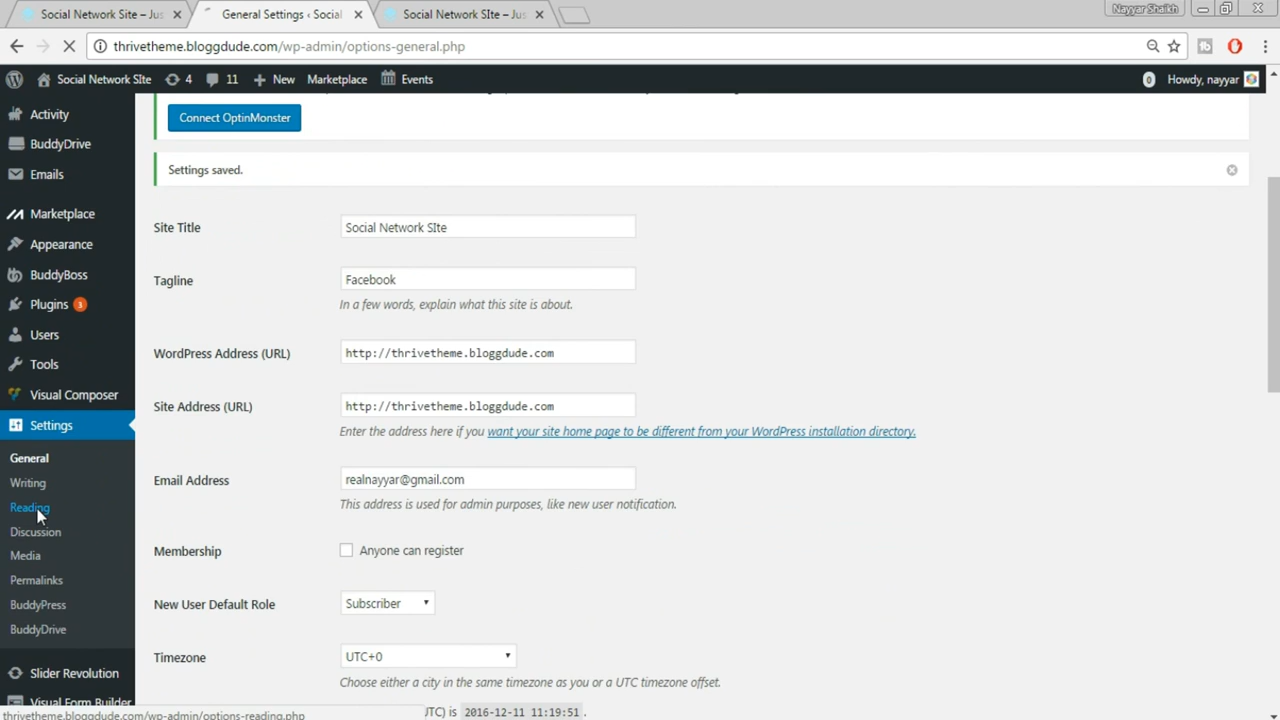 Social Network Site – Jus
General Settings ‹ Social
Social Network SIte – Jus
Nayyar Shaikh
thrivetheme.bloggdude.com/wp-admin/options-general.php
Social Network SIte
4
11
New
Marketplace
Events
0
Howdy, nayyar
Activity
BuddyDrive
Emails
Marketplace
Appearance
BuddyBoss
Plugins 3
Users
Tools
Visual Composer
Settings
General
Writing
Reading
Discussion
Media
Permalinks
BuddyPress
BuddyDrive
Slider Revolution
Visual Form Builder
thrivetheme.bloggdude.com/wp-admin/options-reading.php
Connect OptinMonster
Settings saved.
Site Title
Social Network SIte
Tagline
Facebook
In a few words, explain what this site is about.
WordPress Address (URL)
http://thrivetheme.bloggdude.com
Site Address (URL)
http://thrivetheme.bloggdude.com
Enter the address here if you want your site home page to be different from your WordPress installation directory.
Email Address
realnayyar@gmail.com
This address is used for admin purposes, like new user notification.
Membership
Anyone can register
New User Default Role
Subscriber
Timezone
UTC+0
Choose either a city in the same timezone as you or a UTC timezone offset.
UTC) is 2016-12-11 11:19:51 .